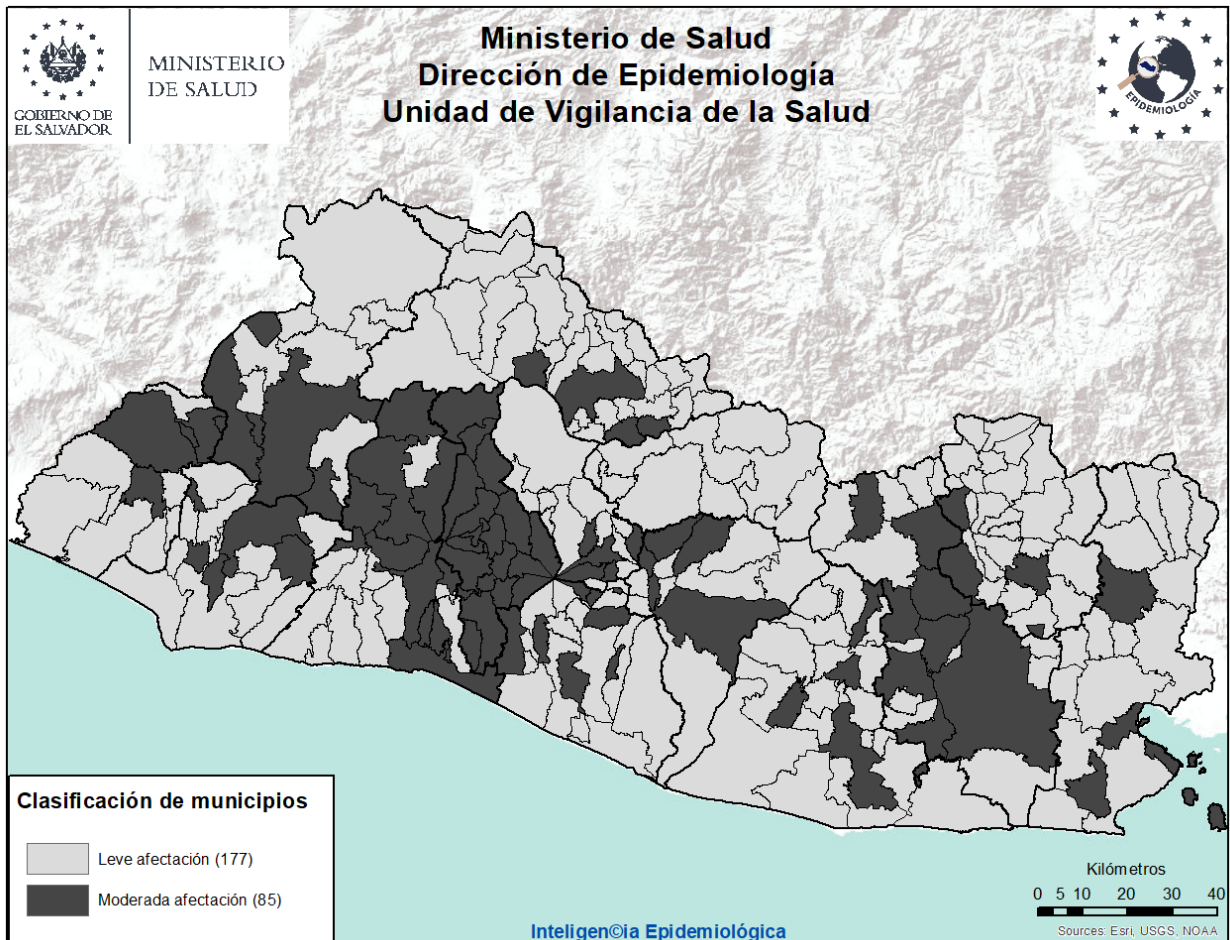 Ministerio de Salud
Dirección de Epidemiología
Unidad de Vigilancia de la Salud
GOBIERNO DE
EL SALVADOR
MINISTERIO
DE SALUD
EPIDEMIOLOGÍA
Clasificación de municipios
Leve afectación (177)
Moderada afectación (85)
Inteligen©ia Epidemiológica
Kilómetros
0 5 10 20 30 40
Sources: Esri, USGS, NOAA